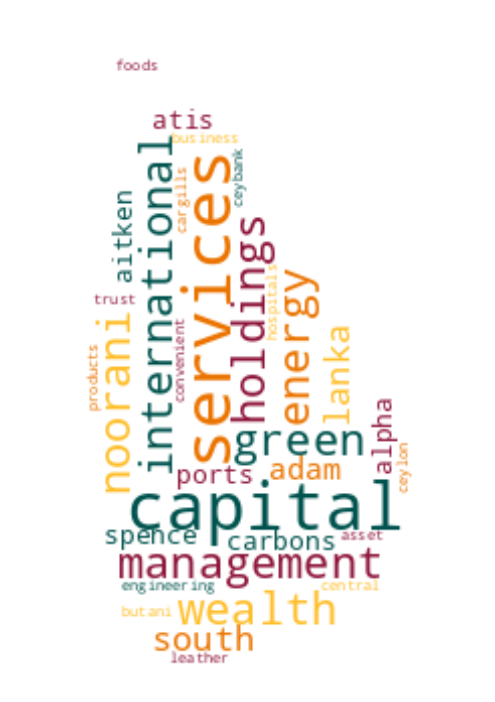 foods
atis
business
international
services
ceybank
cargills
aitken
holdings
hospitals
energy
trust
noorani
convenient
products
lanka
green
alpha
ceylon
ports
adam
capital
spence
carbons
asset
management
engineering
central
butani
wealth
south
leather